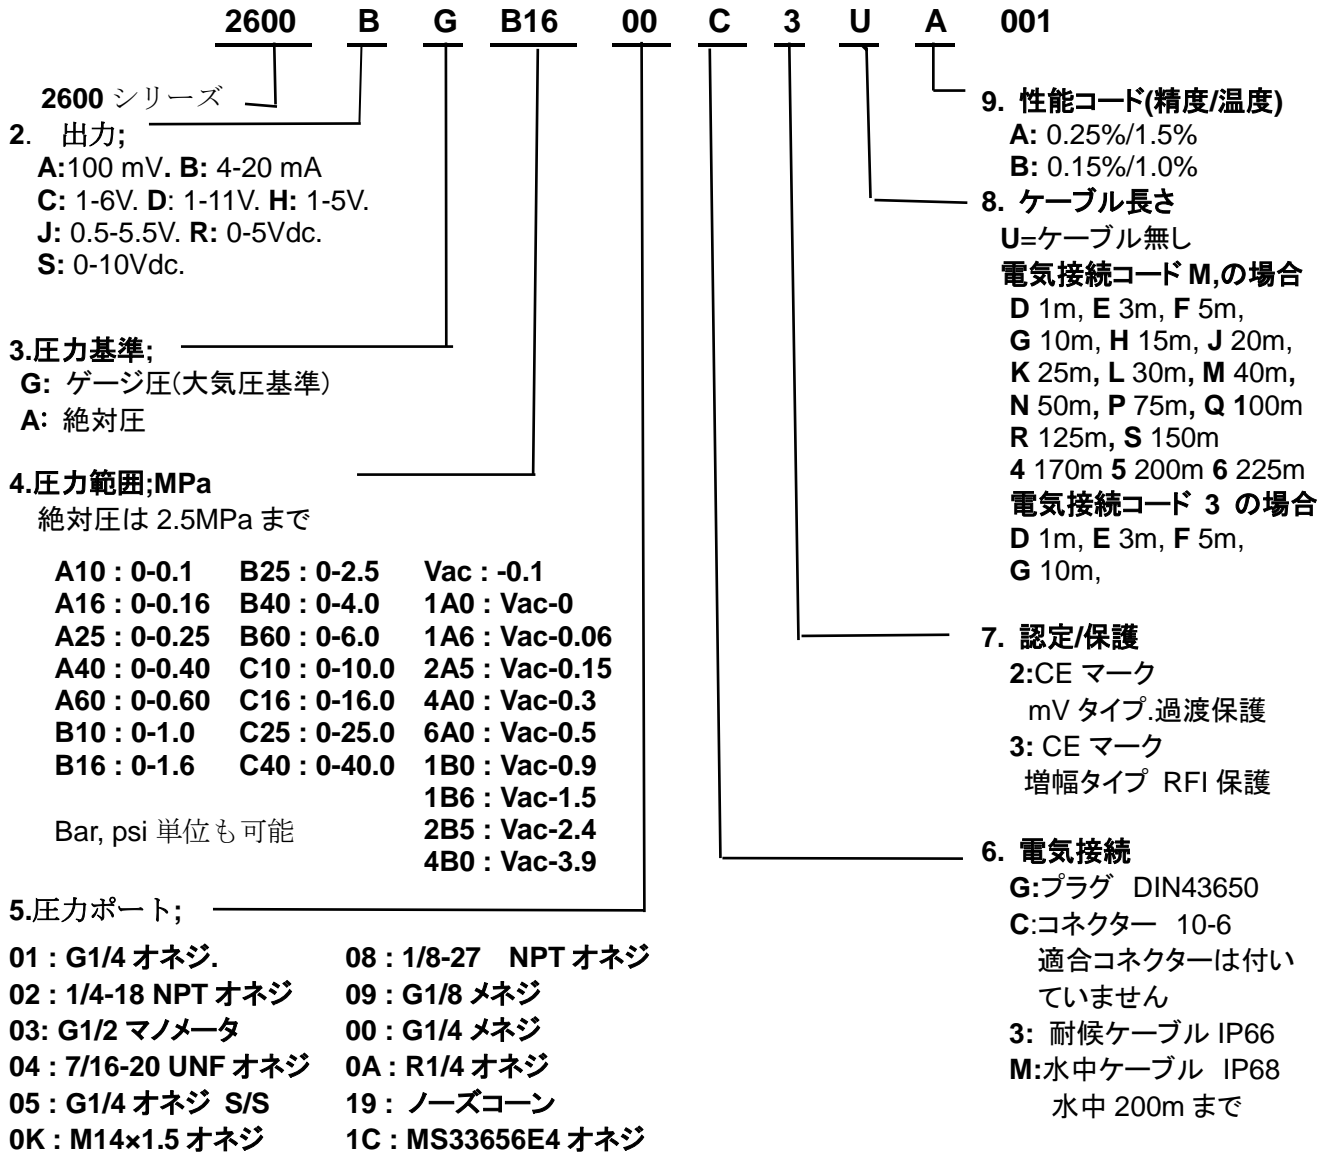 2600 B G B16 00 C 3 U A 001
2600 シリーズ
2. 出力;
A:100 mV. B: 4-20 mA
C: 1-6V. D: 1-11V. H: 1-5V.
J: 0.5-5.5V. R: 0-5Vdc.
S: 0-10Vdc.
3.圧力基準;
G: ゲージ圧(大気圧基準)
A: 絶対圧
4.圧力範囲;MPa
絶対圧は 2.5MPa まで
A10 : 0-0.1 B25 : 0-2.5 Vac : -0.1
A16 : 0-0.16 B40 : 0-4.0 1A0 : Vac-0
A25 : 0-0.25 B60 : 0-6.0 1A6 : Vac-0.06
A40 : 0-0.40 C10 : 0-10.0 2A5 : Vac-0.15
A60 : 0-0.60 C16 : 0-16.0 4A0 : Vac-0.3
B10 : 0-1.0 C25 : 0-25.0 6A0 : Vac-0.5
B16 : 0-1.6 C40 : 0-40.0 1B0 : Vac-0.9
1B6 : Vac-1.5
Bar, psi 単位も可能 2B5 : Vac-2.4
4B0 : Vac-3.9
5.圧力ポート;
01 : G1/4 オネジ. 08 : 1/8-27 NPT オネジ
02 : 1/4-18 NPT オネジ 09 : G1/8 メネジ
03: G1/2 マノメータ 00 : G1/4 メネジ
04 : 7/16-20 UNF オネジ 0A : R1/4 オネジ
05 : G1/4 オネジ S/S 19 : ノーズコーン
0K : M14×1.5 オネジ 1C : MS33656E4 オネジ
9. 性能コード(精度/温度)
A: 0.25%/1.5%
B: 0.15%/1.0%
8. ケーブル長さ
U=ケーブル無し
電気接続コード M,の場合
D 1m, E 3m, F 5m,
G 10m, H 15m, J 20m,
K 25m, L 30m, M 40m,
N 50m, P 75m, Q 100m
R 125m, S 150m
4 170m 5 200m 6 225m
電気接続コード 3 の場合
D 1m, E 3m, F 5m,
G 10m,
7. 認定/保護
2:CE マーク
mV タイプ.過渡保護
3: CE マーク
増幅タイプ RFI 保護
6. 電気接続
G:プラグ DIN43650
C:コネクター 10-6
適合コネクターは付い
ていません
3: 耐候ケーブル IP66
M:水中ケーブル IP68
水中 200m まで